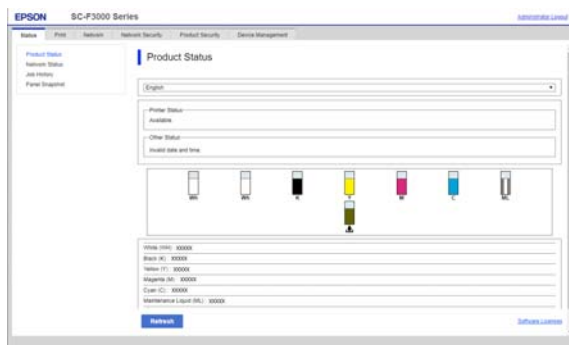 EPSON SC-F3000 Series
Administrator Logout
Status Print Network Network Security Product Security Device Management
Product Status
Network Status
Job History
Panel Snapshot
Product Status
English
Printer Status
Available
Other Status
Invalid date and time
WH WH K Y M C ML
White (WH) : XXXXX
Black (K) : XXXXX
Yellow (Y) : XXXXX
Magenta (M) : XXXXX
Cyan (C) : XXXXX
Maintenance Liquid (ML) : XXXXX
Refresh
Software Licenses